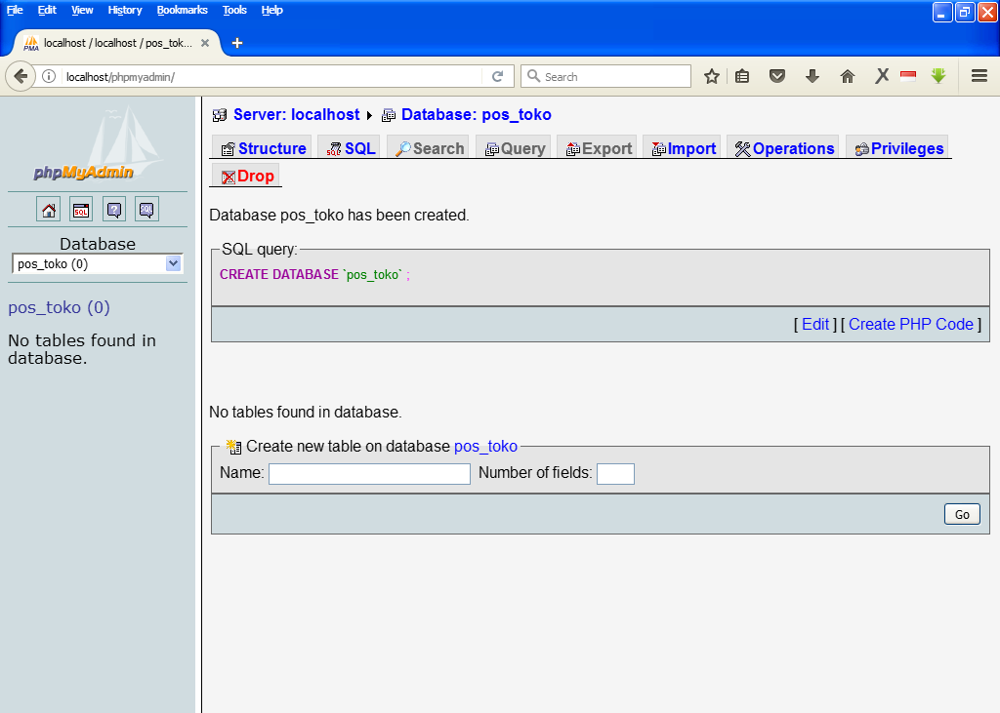 File Edit View History Bookmarks Tools Help
PMA localhost / localhost / pos_tok...
localhost/phpmyadmin/ Search
phpMyAdmin
SQL ? SQL
Database
pos_toko (0)
pos_toko (0)
No tables found in
database.
Server: localhost Database: pos_toko
Structure SQL Search Query Export Import Operations Privileges
Drop
Database pos_toko has been created.
SQL query:
CREATE DATABASE `pos_toko` ;
[ Edit ] [ Create PHP Code ]
No tables found in database.
Create new table on database pos_toko
Name: Number of fields:
Go